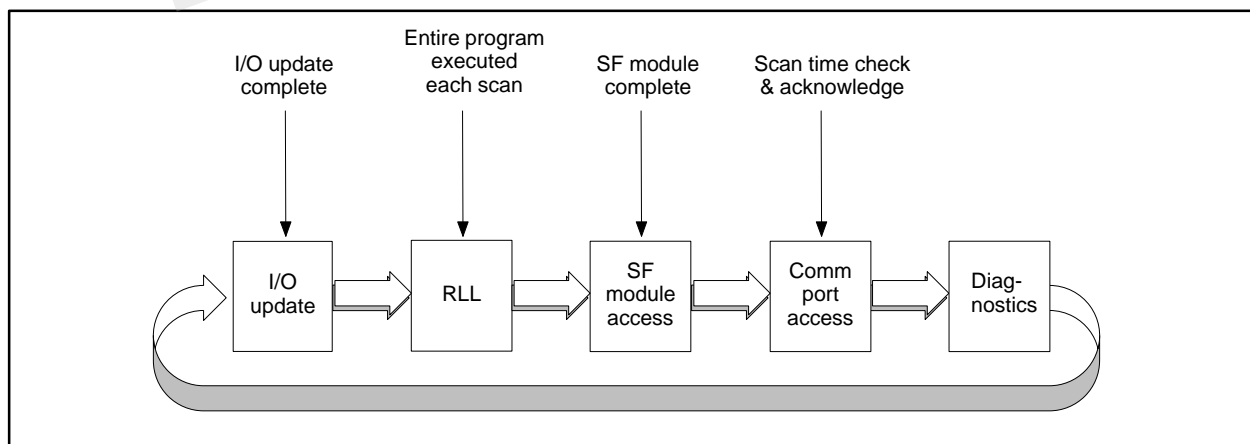 I/O update
complete
Entire program
executed
each scan
SF module
complete
Scan time check
& acknowledge
I/O
update
RLL
SF
module
access
Comm
port
access
Diag-
nostics